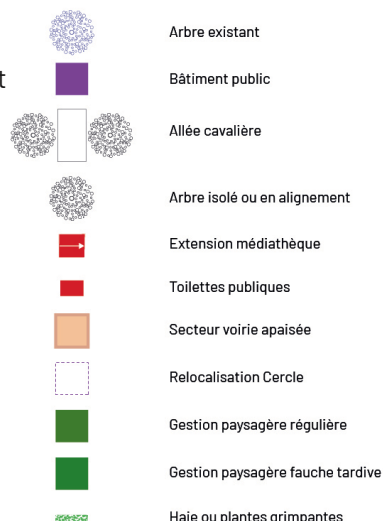 Arbre existant
t
Bâtiment public
Allée cavalière
Arbre isolé ou en alignement
Extension médiathèque
Toilettes publiques
Secteur voirie apaisée
Relocalisation Cercle
Gestion paysagère régulière
Gestion paysagère fauche tardive
Haie ou plantes grimpantes